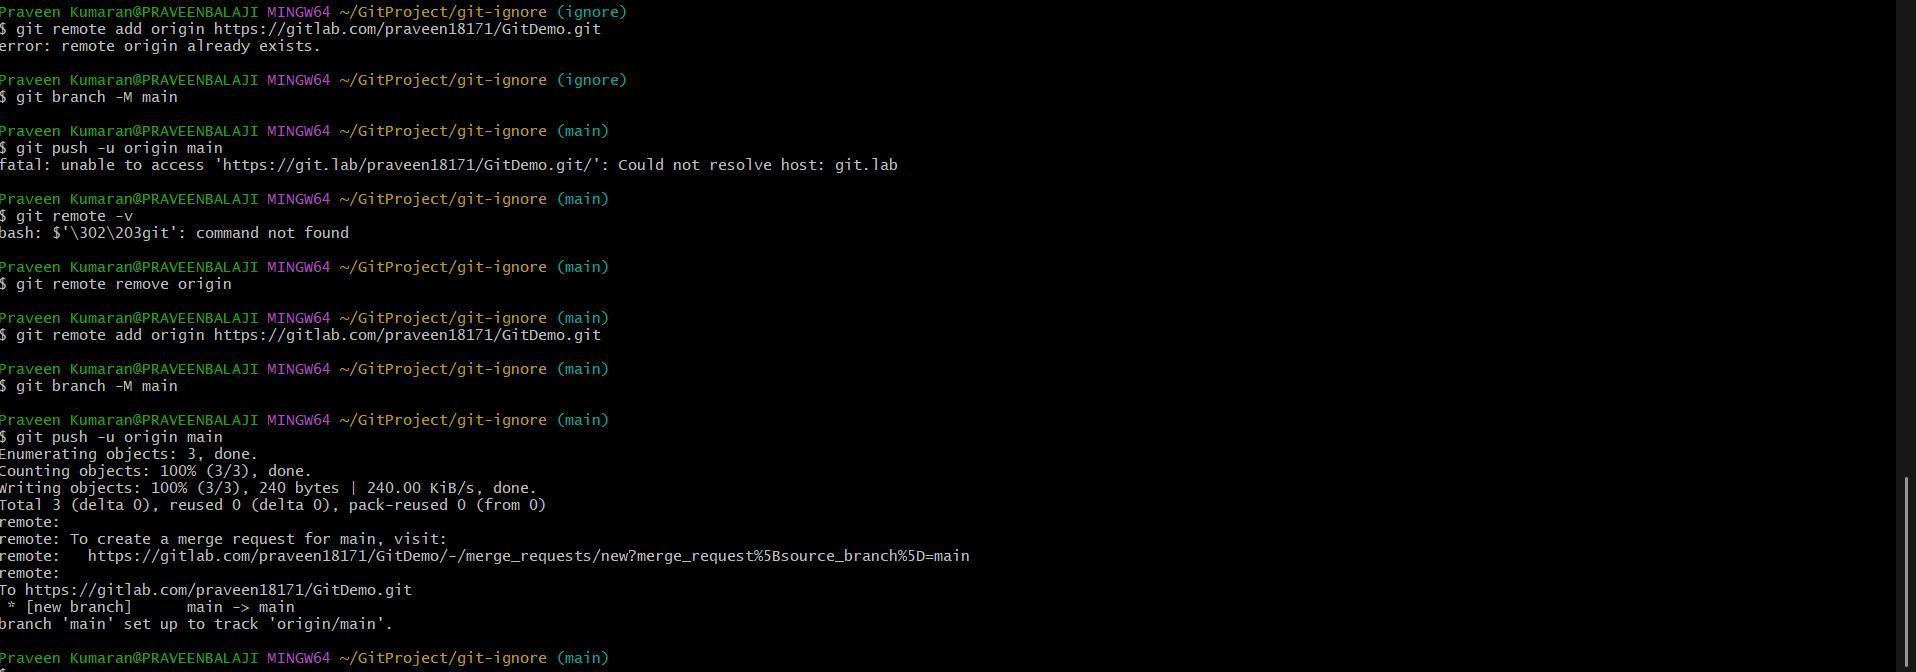 Praveen Kumaran@PRAVEENBALAJI MINGW64 ~/GitProject/git-ignore (ignore)
$ git remote add origin https://gitlab.com/praveen18171/GitDemo.git
error: remote origin already exists.
Praveen Kumaran@PRAVEENBALAJI MINGW64 ~/GitProject/git-ignore (ignore)
$ git branch -M main
Praveen Kumaran@PRAVEENBALAJI MINGW64 ~/GitProject/git-ignore (main)
$ git push -u origin main
fatal: unable to access 'https://git.lab/praveen18171/GitDemo.git/': Could not resolve host: git.lab
Praveen Kumaran@PRAVEENBALAJI MINGW64 ~/GitProject/git-ignore (main)
$ git remote -v
bash: $'\302\203git': command not found
Praveen Kumaran@PRAVEENBALAJI MINGW64 ~/GitProject/git-ignore (main)
$ git remote remove origin
Praveen Kumaran@PRAVEENBALAJI MINGW64 ~/GitProject/git-ignore (main)
$ git remote add origin https://gitlab.com/praveen18171/GitDemo.git
Praveen Kumaran@PRAVEENBALAJI MINGW64 ~/GitProject/git-ignore (main)
$ git branch -M main
Praveen Kumaran@PRAVEENBALAJI MINGW64 ~/GitProject/git-ignore (main)
$ git push -u origin main
Enumerating objects: 3, done.
Counting objects: 100% (3/3), done.
Writing objects: 100% (3/3), 240 bytes | 240.00 KiB/s, done.
Total 3 (delta 0), reused 0 (delta 0), pack-reused 0 (from 0)
remote:
remote: To create a merge request for main, visit:
remote:   https://gitlab.com/praveen18171/GitDemo/-/merge_requests/new?merge_request%5Bsource_branch%5D=main
remote:
To https://gitlab.com/praveen18171/GitDemo.git
 * [new branch]      main -> main
branch 'main' set up to track 'origin/main'.
Praveen Kumaran@PRAVEENBALAJI MINGW64 ~/GitProject/git-ignore (main)
$